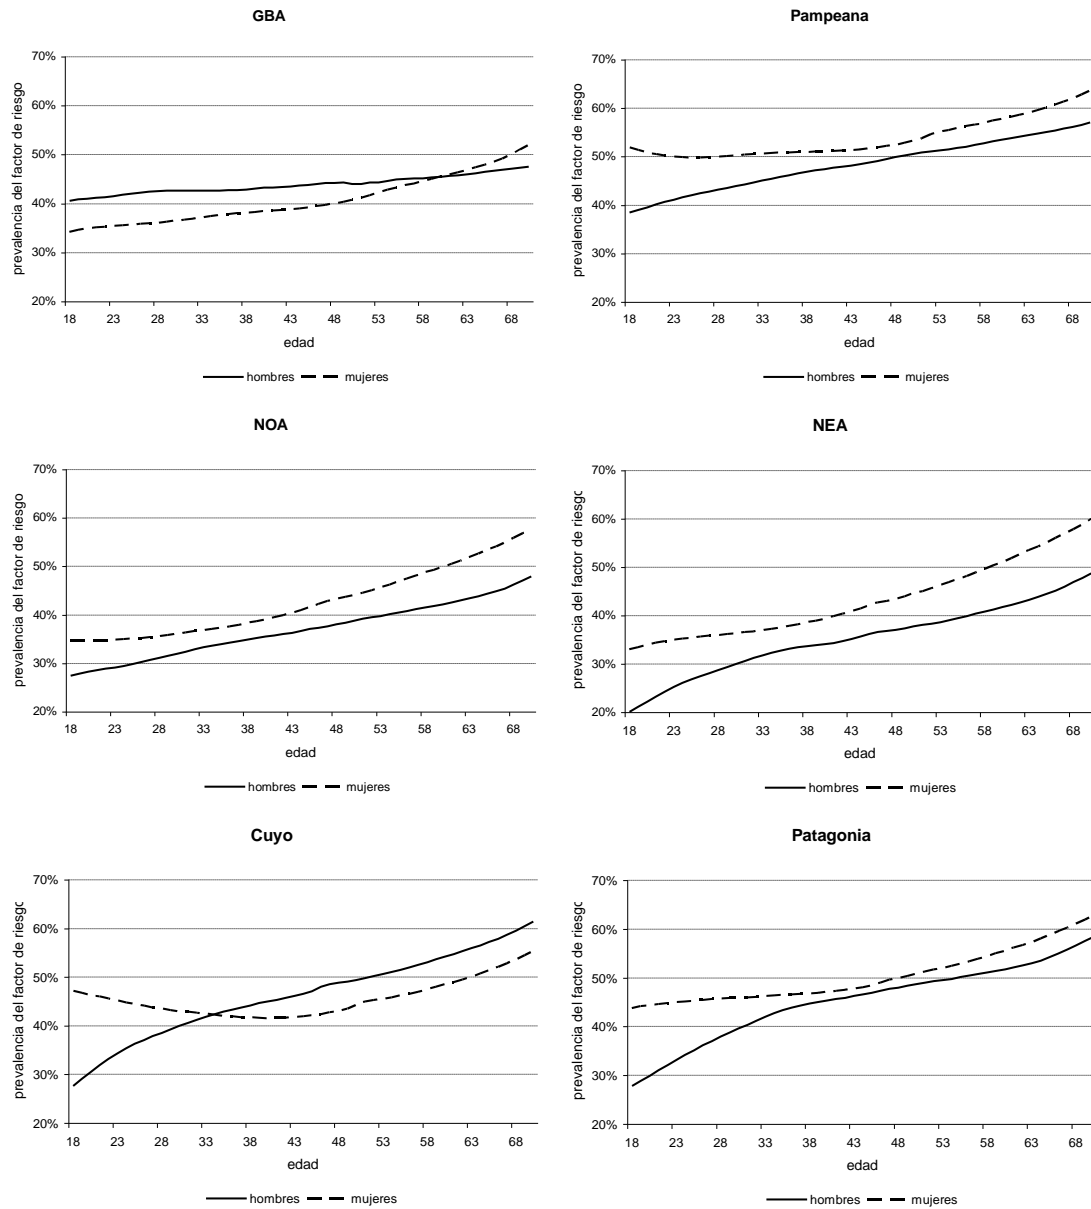 GBA
prevalencia del factor de riesgo
70%
60%
50%
40%
30%
20%
18 23 28 33 38 43 48 53 58 63 68
edad
hombres mujeres
Pampeana
prevalencia del factor de riesgo
70%
60%
50%
40%
30%
20%
18 23 28 33 38 43 48 53 58 63 68
edad
hombres mujeres
NOA
prevalencia del factor de riesgo
70%
60%
50%
40%
30%
20%
18 23 28 33 38 43 48 53 58 63 68
edad
hombres mujeres
NEA
prevalencia del factor de riesgo
70%
60%
50%
40%
30%
20%
18 23 28 33 38 43 48 53 58 63 68
edad
hombres mujeres
Cuyo
prevalencia del factor de riesgo
70%
60%
50%
40%
30%
20%
18 23 28 33 38 43 48 53 58 63 68
edad
hombres mujeres
Patagonia
prevalencia del factor de riesgo
70%
60%
50%
40%
30%
20%
18 23 28 33 38 43 48 53 58 63 68
edad
hombres mujeres